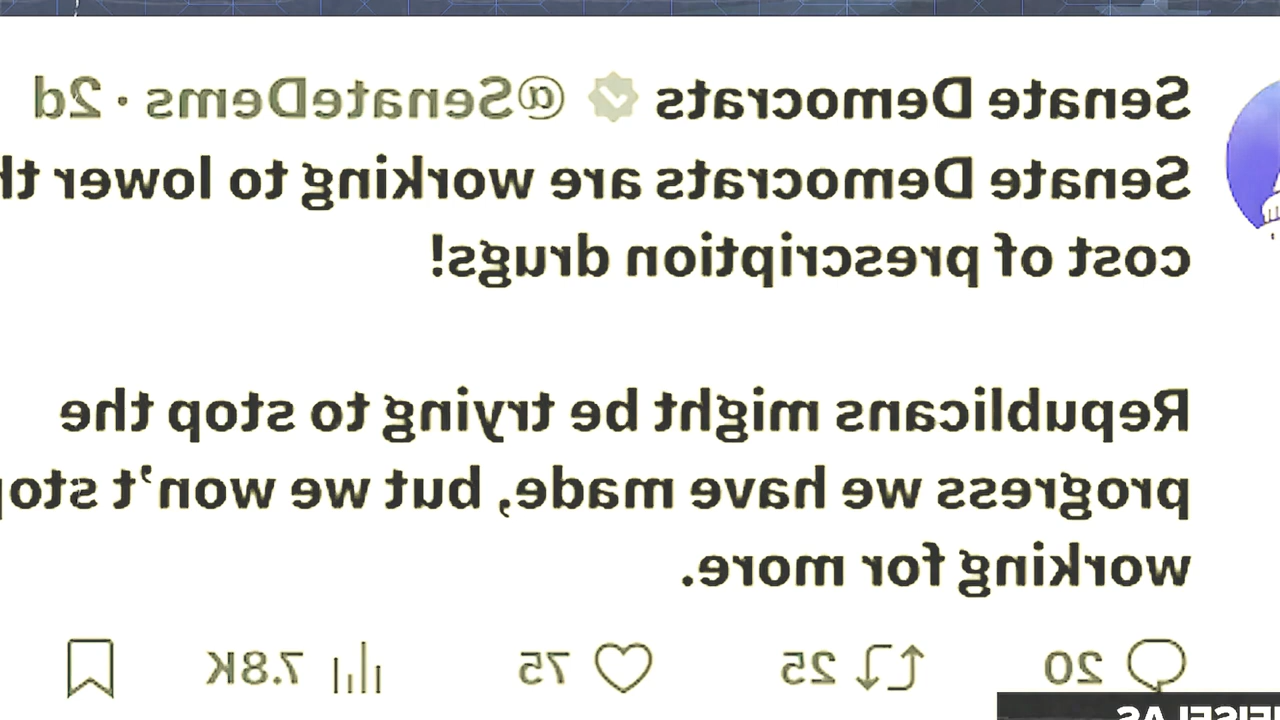 Senate Democrats @SenateDems · 2d
Senate Democrats are working to lower th
cost of prescription drugs!
Republicans might be trying to stop the
progress we have made, but we won't stop
working for more.
20 25 75 7.8K